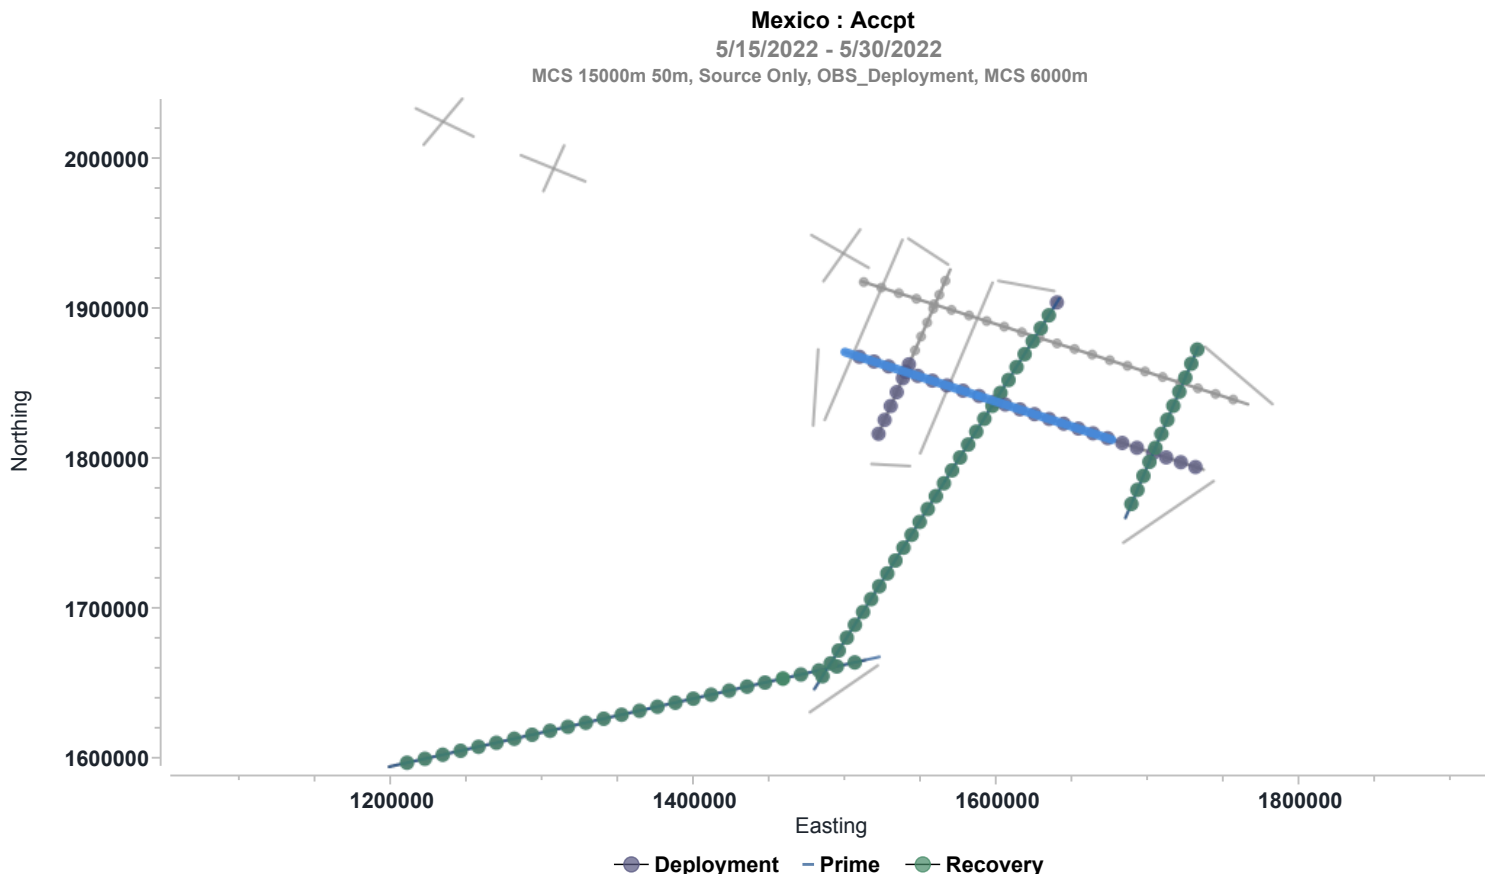 Mexico : Accpt
5/15/2022 - 5/30/2022
MCS 15000m 50m, Source Only, OBS_Deployment, MCS 6000m
Northing
2000000
1900000
1800000
1700000
1600000
1200000 1400000 1600000 1800000
Easting
Deployment Prime Recovery